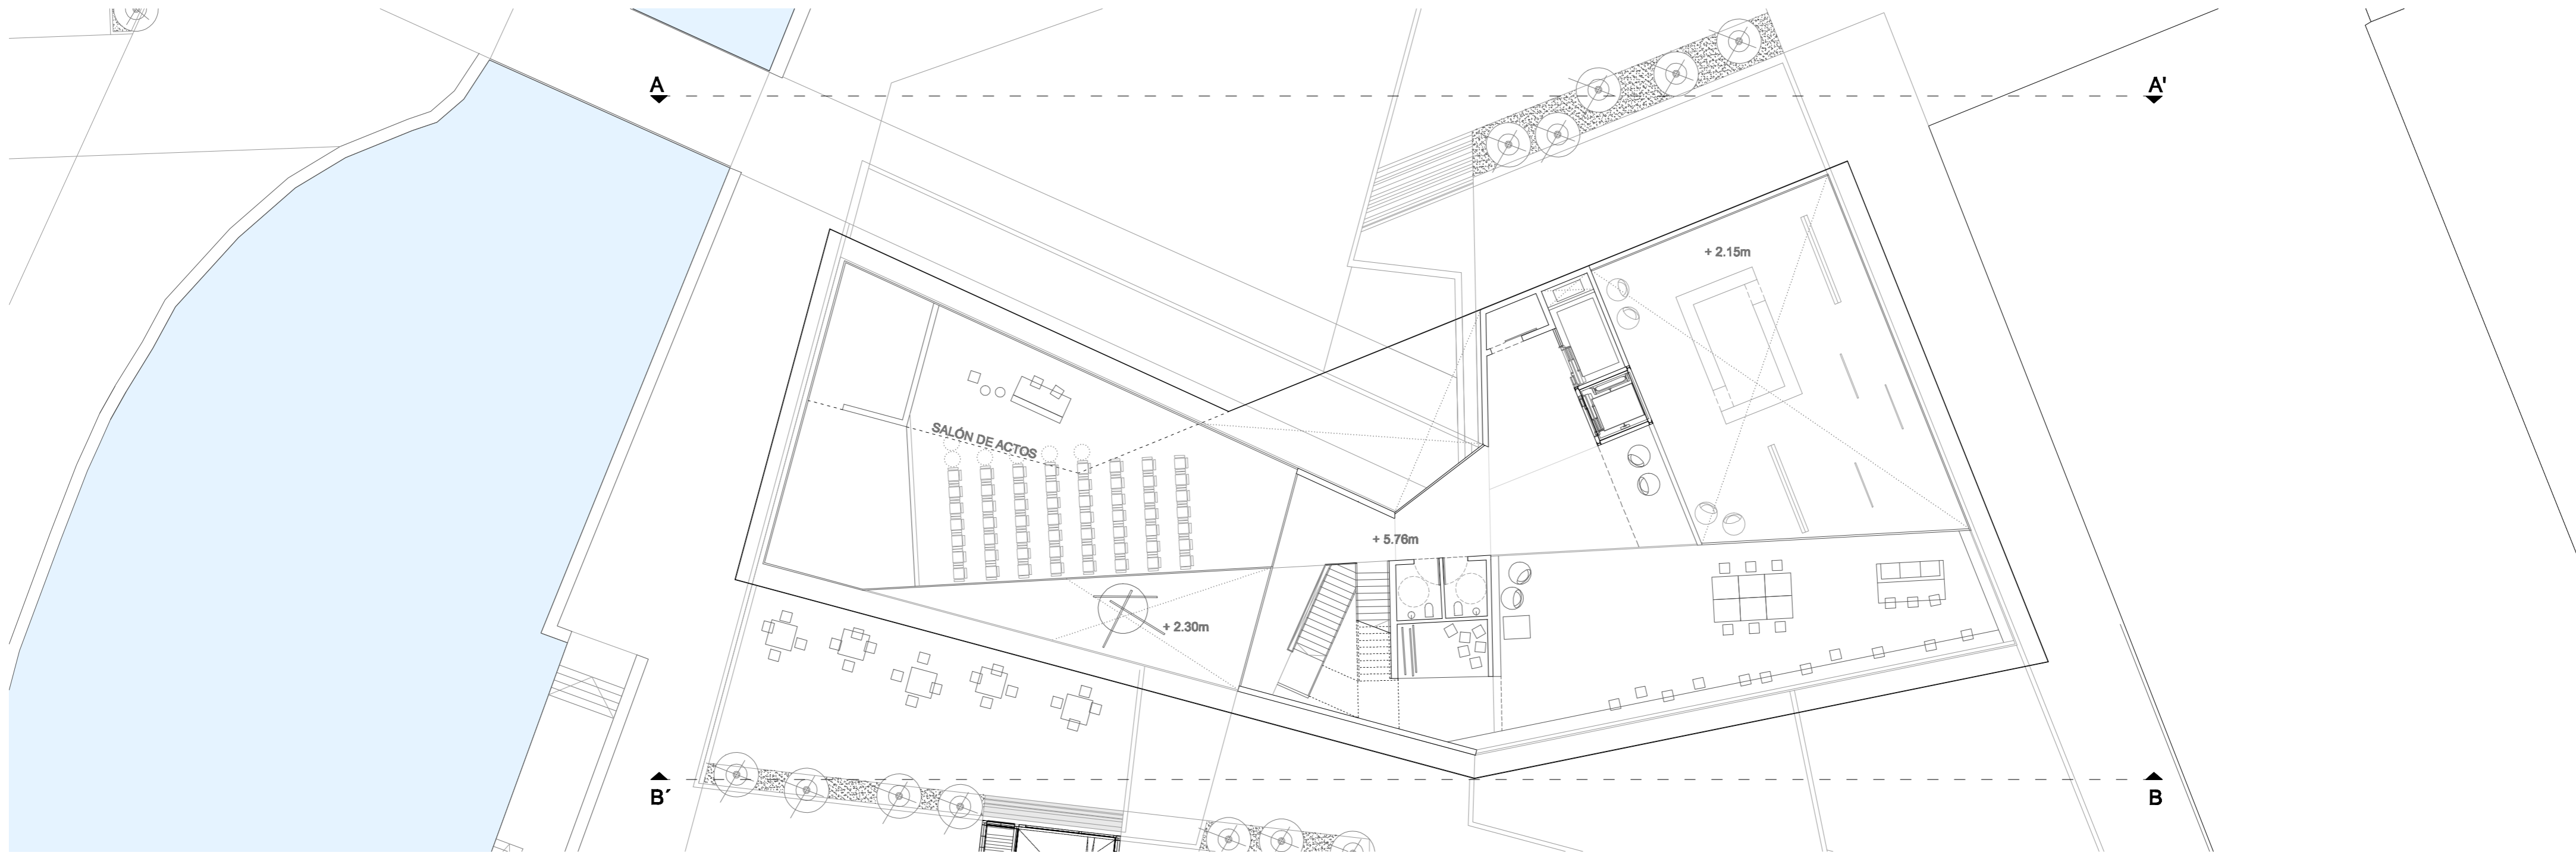 A
A'
+ 2.15m
SALÓN DE ACTOS
+ 5.76m
+ 2.30m
B´
B